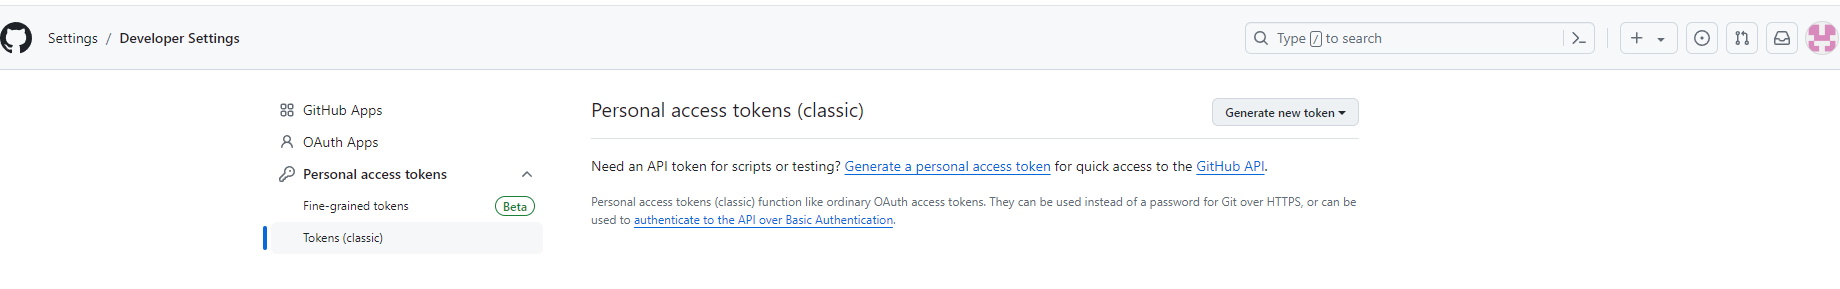 Settings / Developer Settings
Type / to search
GitHub Apps
OAuth Apps
Personal access tokens
Fine-grained tokens Beta
Tokens (classic)
Personal access tokens (classic)
Generate new token
Need an API token for scripts or testing? Generate a personal access token for quick access to the GitHub API.
Personal access tokens (classic) function like ordinary OAuth access tokens. They can be used instead of a password for Git over HTTPS, or can be
used to authenticate to the API over Basic Authentication.